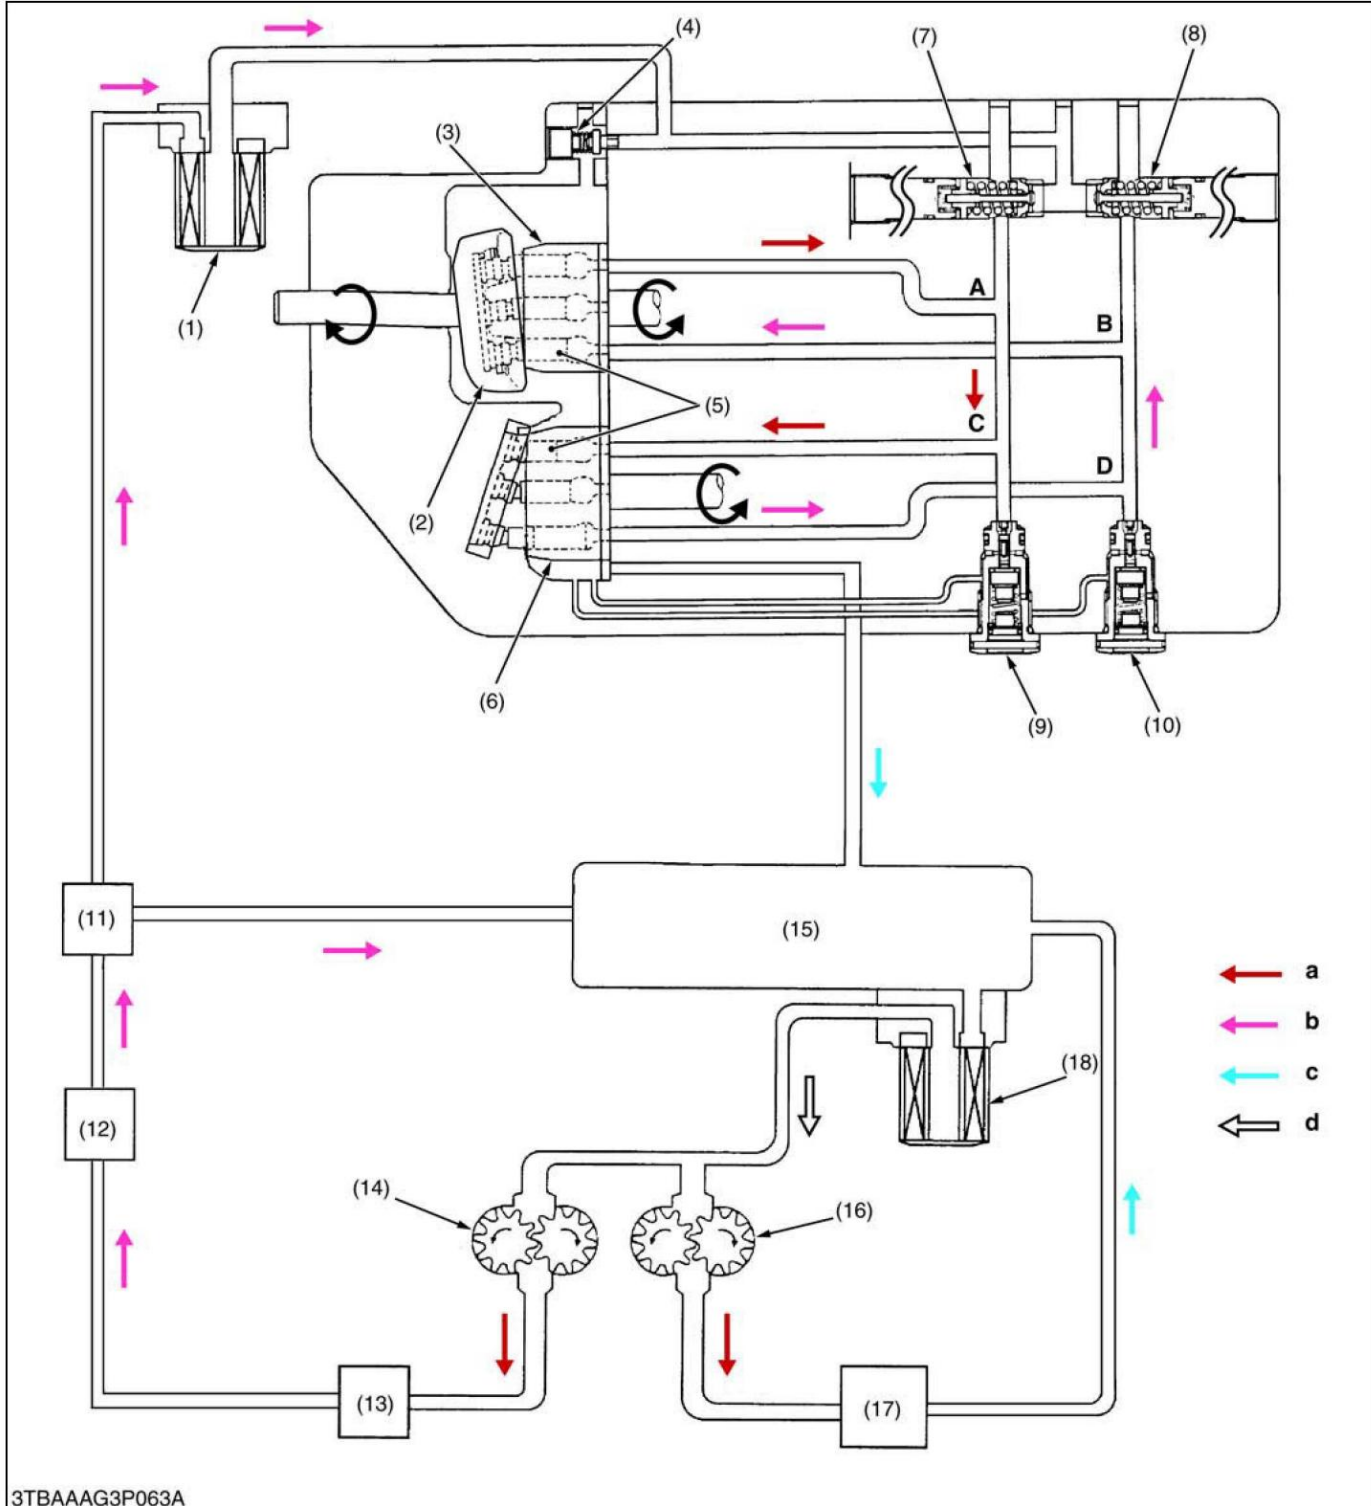 (4)
(7)
(8)
(3)
A
(1)
B
(5)
C
D
(2)
(6)
(9)
(10)
(11)
(15)
a
b
(18)
c
(12)
d
(14)
(16)
(13)
(17)
3TBAAAG3P063A